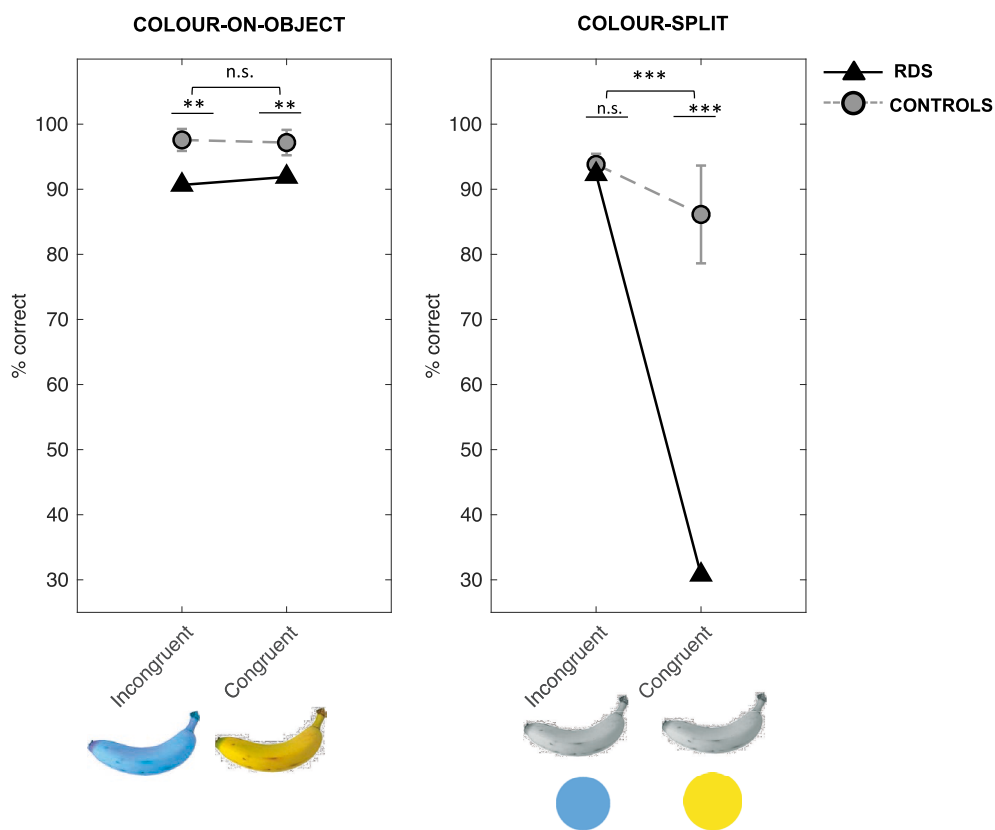 COLOUR-ON-OBJECT
n.s.
** **
100
90
80
70
60
50
40
30
% correct
Incongruent
Congruent
COLOUR-SPLIT
***
n.s. ***
100
90
80
70
60
50
40
30
% correct
Incongruent
Congruent
RDS
CONTROLS